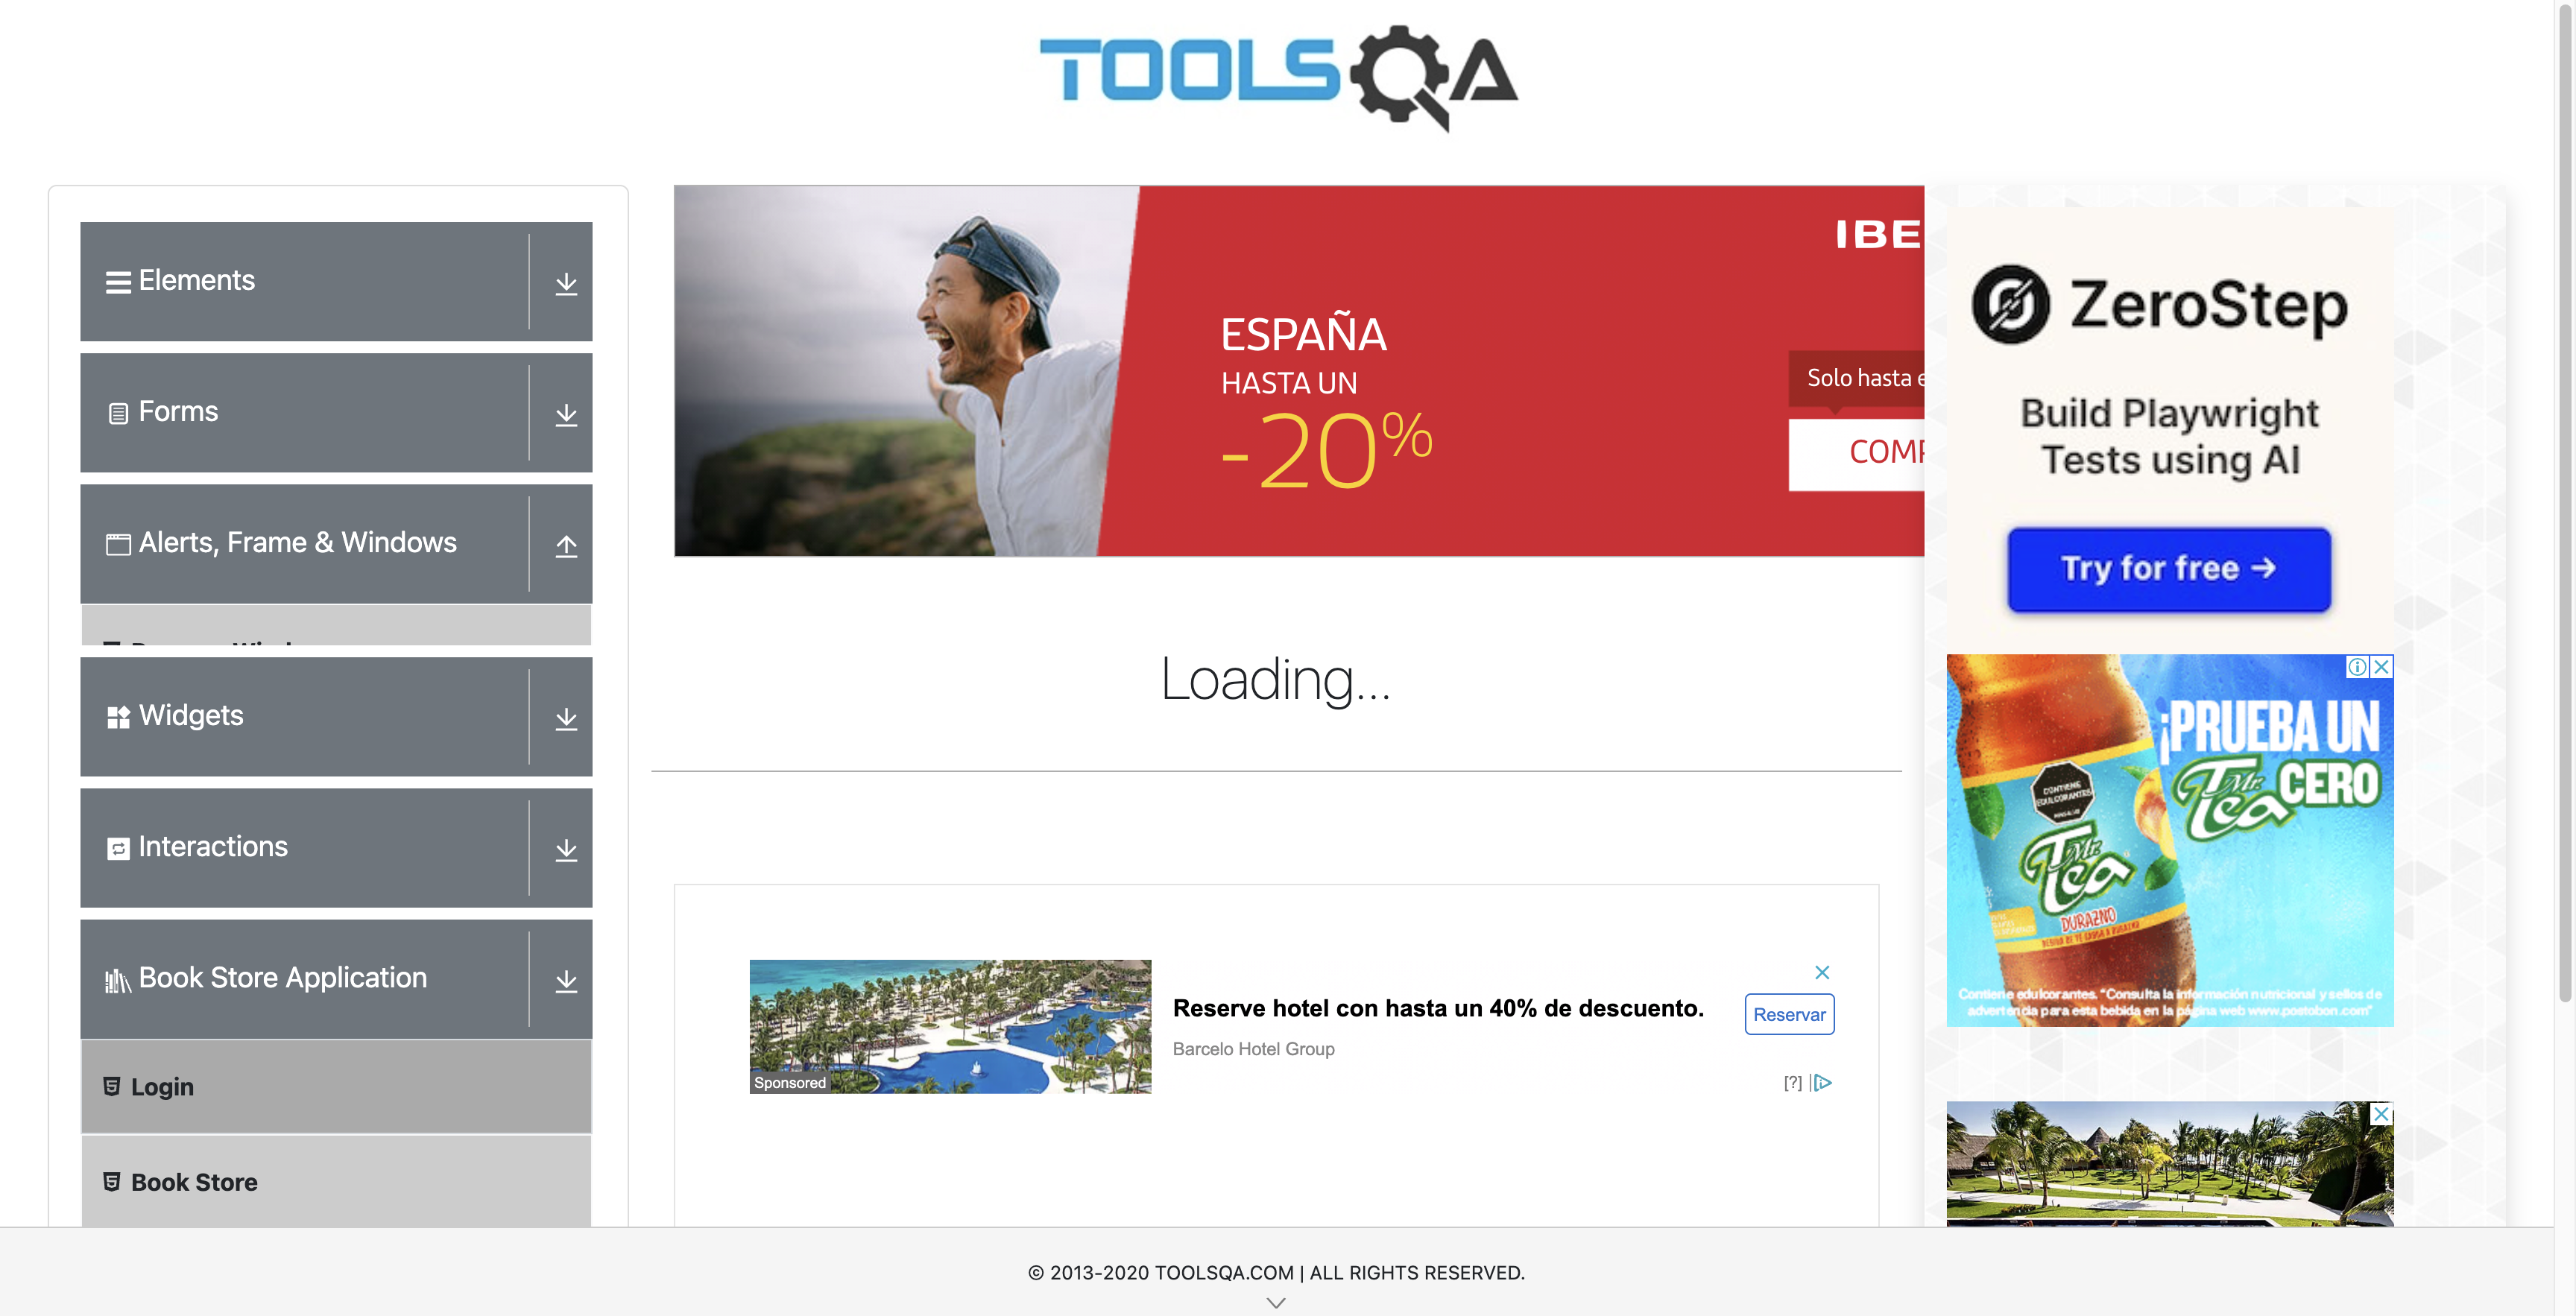 TOOLSQA
Elements
Forms
Alerts, Frame & Windows
Widgets
Interactions
Book Store Application
Login
Book Store
IBE
ESPAÑA
HASTA UN
-20%
Solo hasta e
COMP
Loading...
Reserve hotel con hasta un 40% de descuento.
Barcelo Hotel Group
Reservar
Sponsored
[?]
ZeroStep
Build Playwright
Tests using AI
Try for free →
¡PRUEBA UN
Mr. Tea CERO
CONTIENE
EDULCORANTES
Mr.
Tea
DURAZNO
Contiene edulcorantes. "Consulta la información nutricional y sellos de
advertencia para esta bebida en la página web www.postobon.com"
© 2013-2020 TOOLSQA.COM | ALL RIGHTS RESERVED.